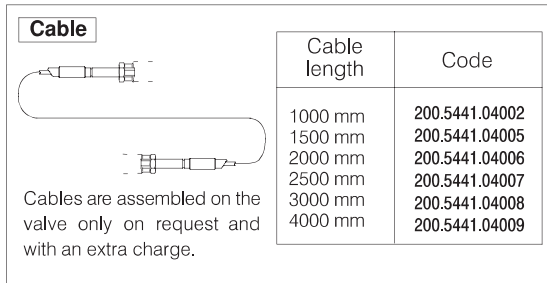 Cable
Cables are assembled on the
valve only on request and
with an extra charge.
Cable length Code
1000 mm 200.5441.04002
1500 mm 200.5441.04005
2000 mm 200.5441.04006
2500 mm 200.5441.04007
3000 mm 200.5441.04008
4000 mm 200.5441.04009